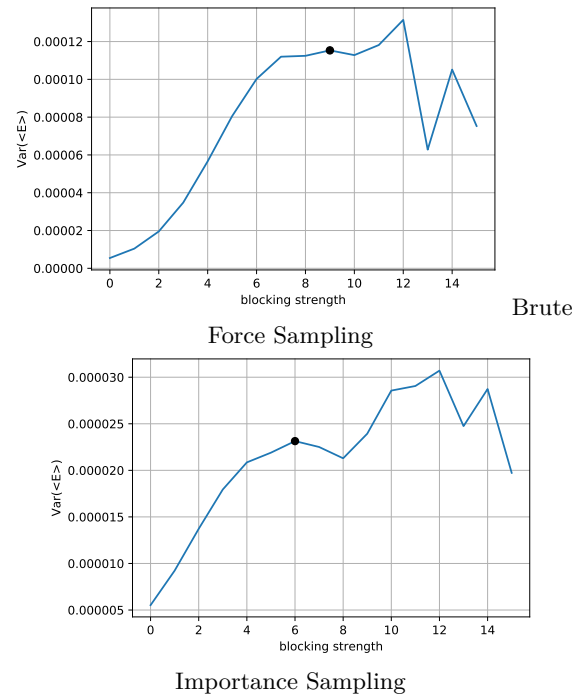 0.00012
0.00010
0.00008
0.00006
0.00004
0.00002
0.00000
Var(<E>)
0 2 4 6 8 10 12 14
blocking strength
Brute
Force Sampling
0.000030
0.000025
0.000020
0.000015
0.000010
0.000005
Var(<E>)
0 2 4 6 8 10 12 14
blocking strength
Importance Sampling